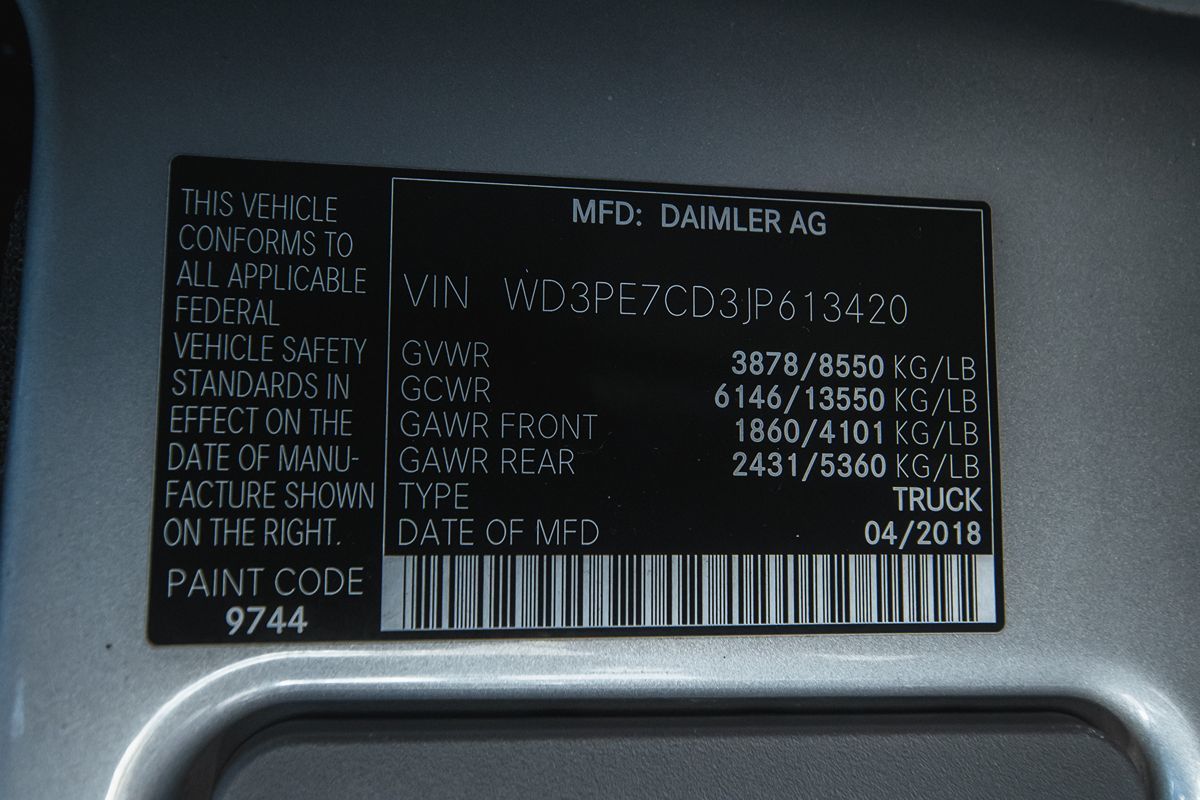 THIS VEHICLE
CONFORMS TO
ALL APPLICABLE
FEDERAL
VEHICLE SAFETY
STANDARDS IN
EFFECT ON THE
DATE OF MANU-
FACTURE SHOWN
ON THE RIGHT.
PAINT CODE
9744
MFD: DAIMLER AG
VIN WD3PE7CD3JP613420
GVWR 3878/8550 KG/LB
GCWR 6146/13550 KG/LB
GAWR FRONT 1860/4101 KG/LB
GAWR REAR 2431/5360 KG/LB
TYPE TRUCK
DATE OF MFD 04/2018